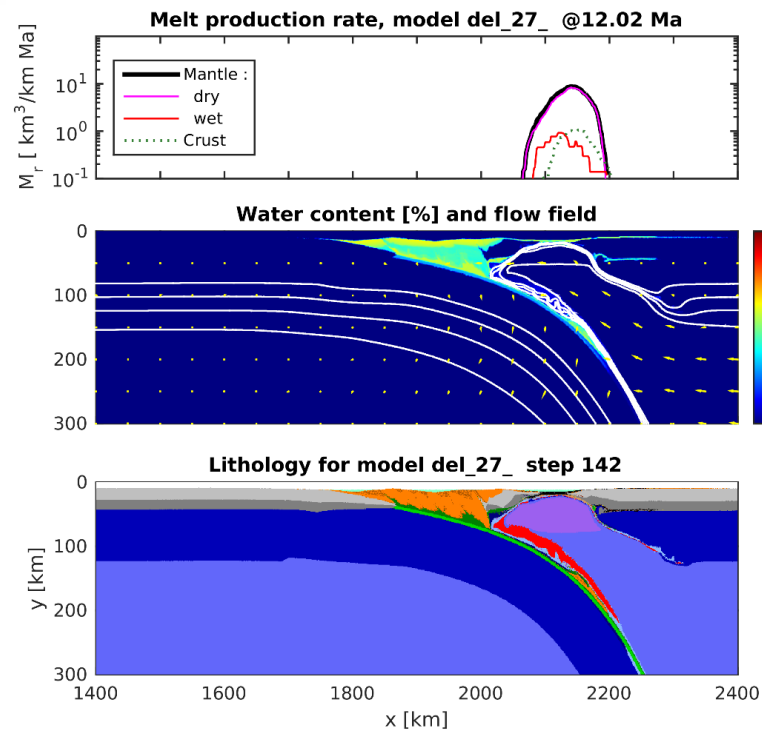 Melt production rate, model del_27_ @12.02 Ma
M_r [ km^3/km Ma]
10^1
10^0
10^-1
Mantle :
dry
wet
Crust
Water content [%] and flow field
0
100
200
300
Lithology for model del_27_ step 142
y [km]
0
100
200
300
1400
1600
1800
2000
2200
2400
x [km]